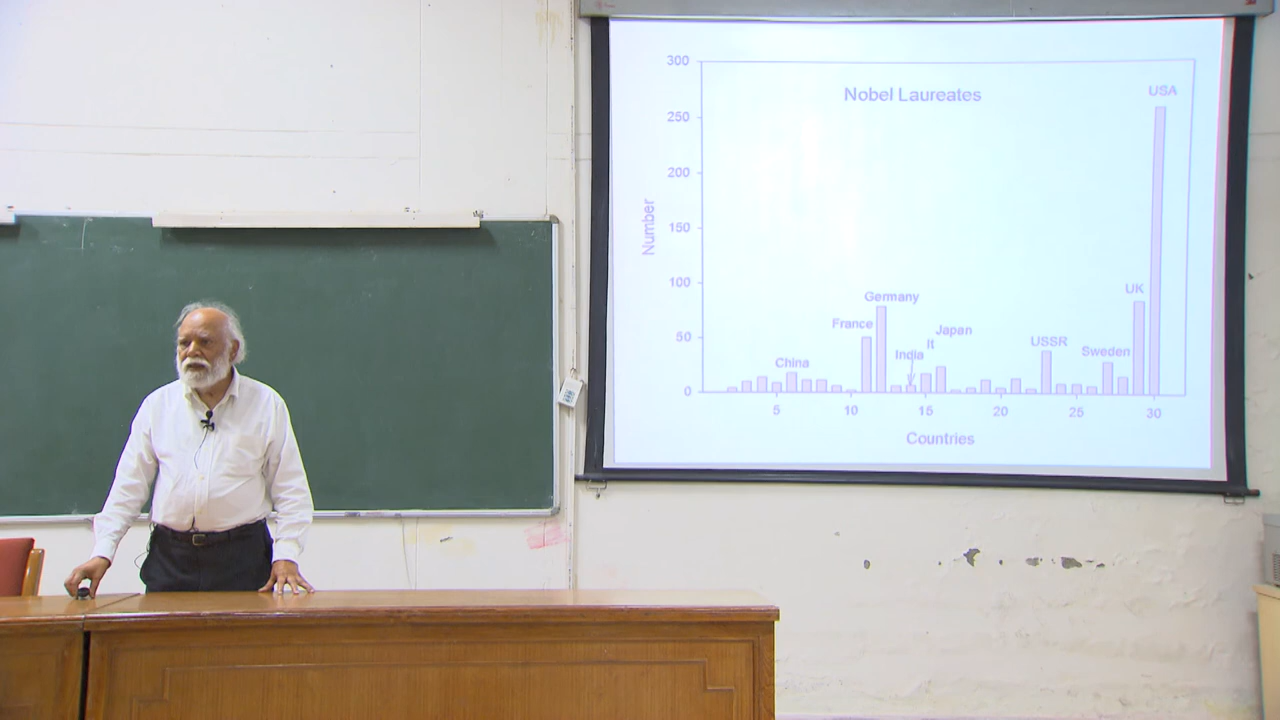 Nobel Laureates
Number
300
250
200
150
100
50
0
China
France
Germany
India
It
Japan
USSR
Sweden
UK
USA
5
10
15
20
25
30
Countries